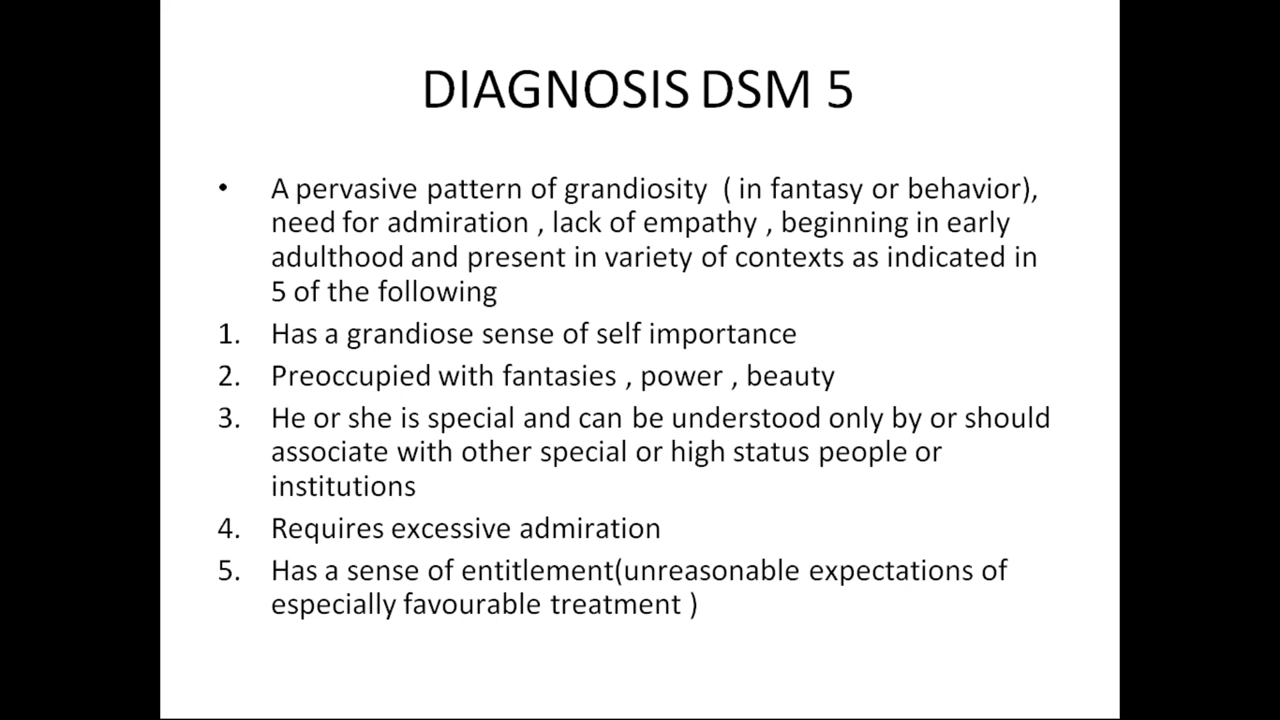 DIAGNOSIS DSM 5
• A pervasive pattern of grandiosity ( in fantasy or behavior),
need for admiration , lack of empathy , beginning in early
adulthood and present in variety of contexts as indicated in
5 of the following
1. Has a grandiose sense of self importance
2. Preoccupied with fantasies , power , beauty
3. He or she is special and can be understood only by or should
associate with other special or high status people or
institutions
4. Requires excessive admiration
5. Has a sense of entitlement(unreasonable expectations of
especially favourable treatment )